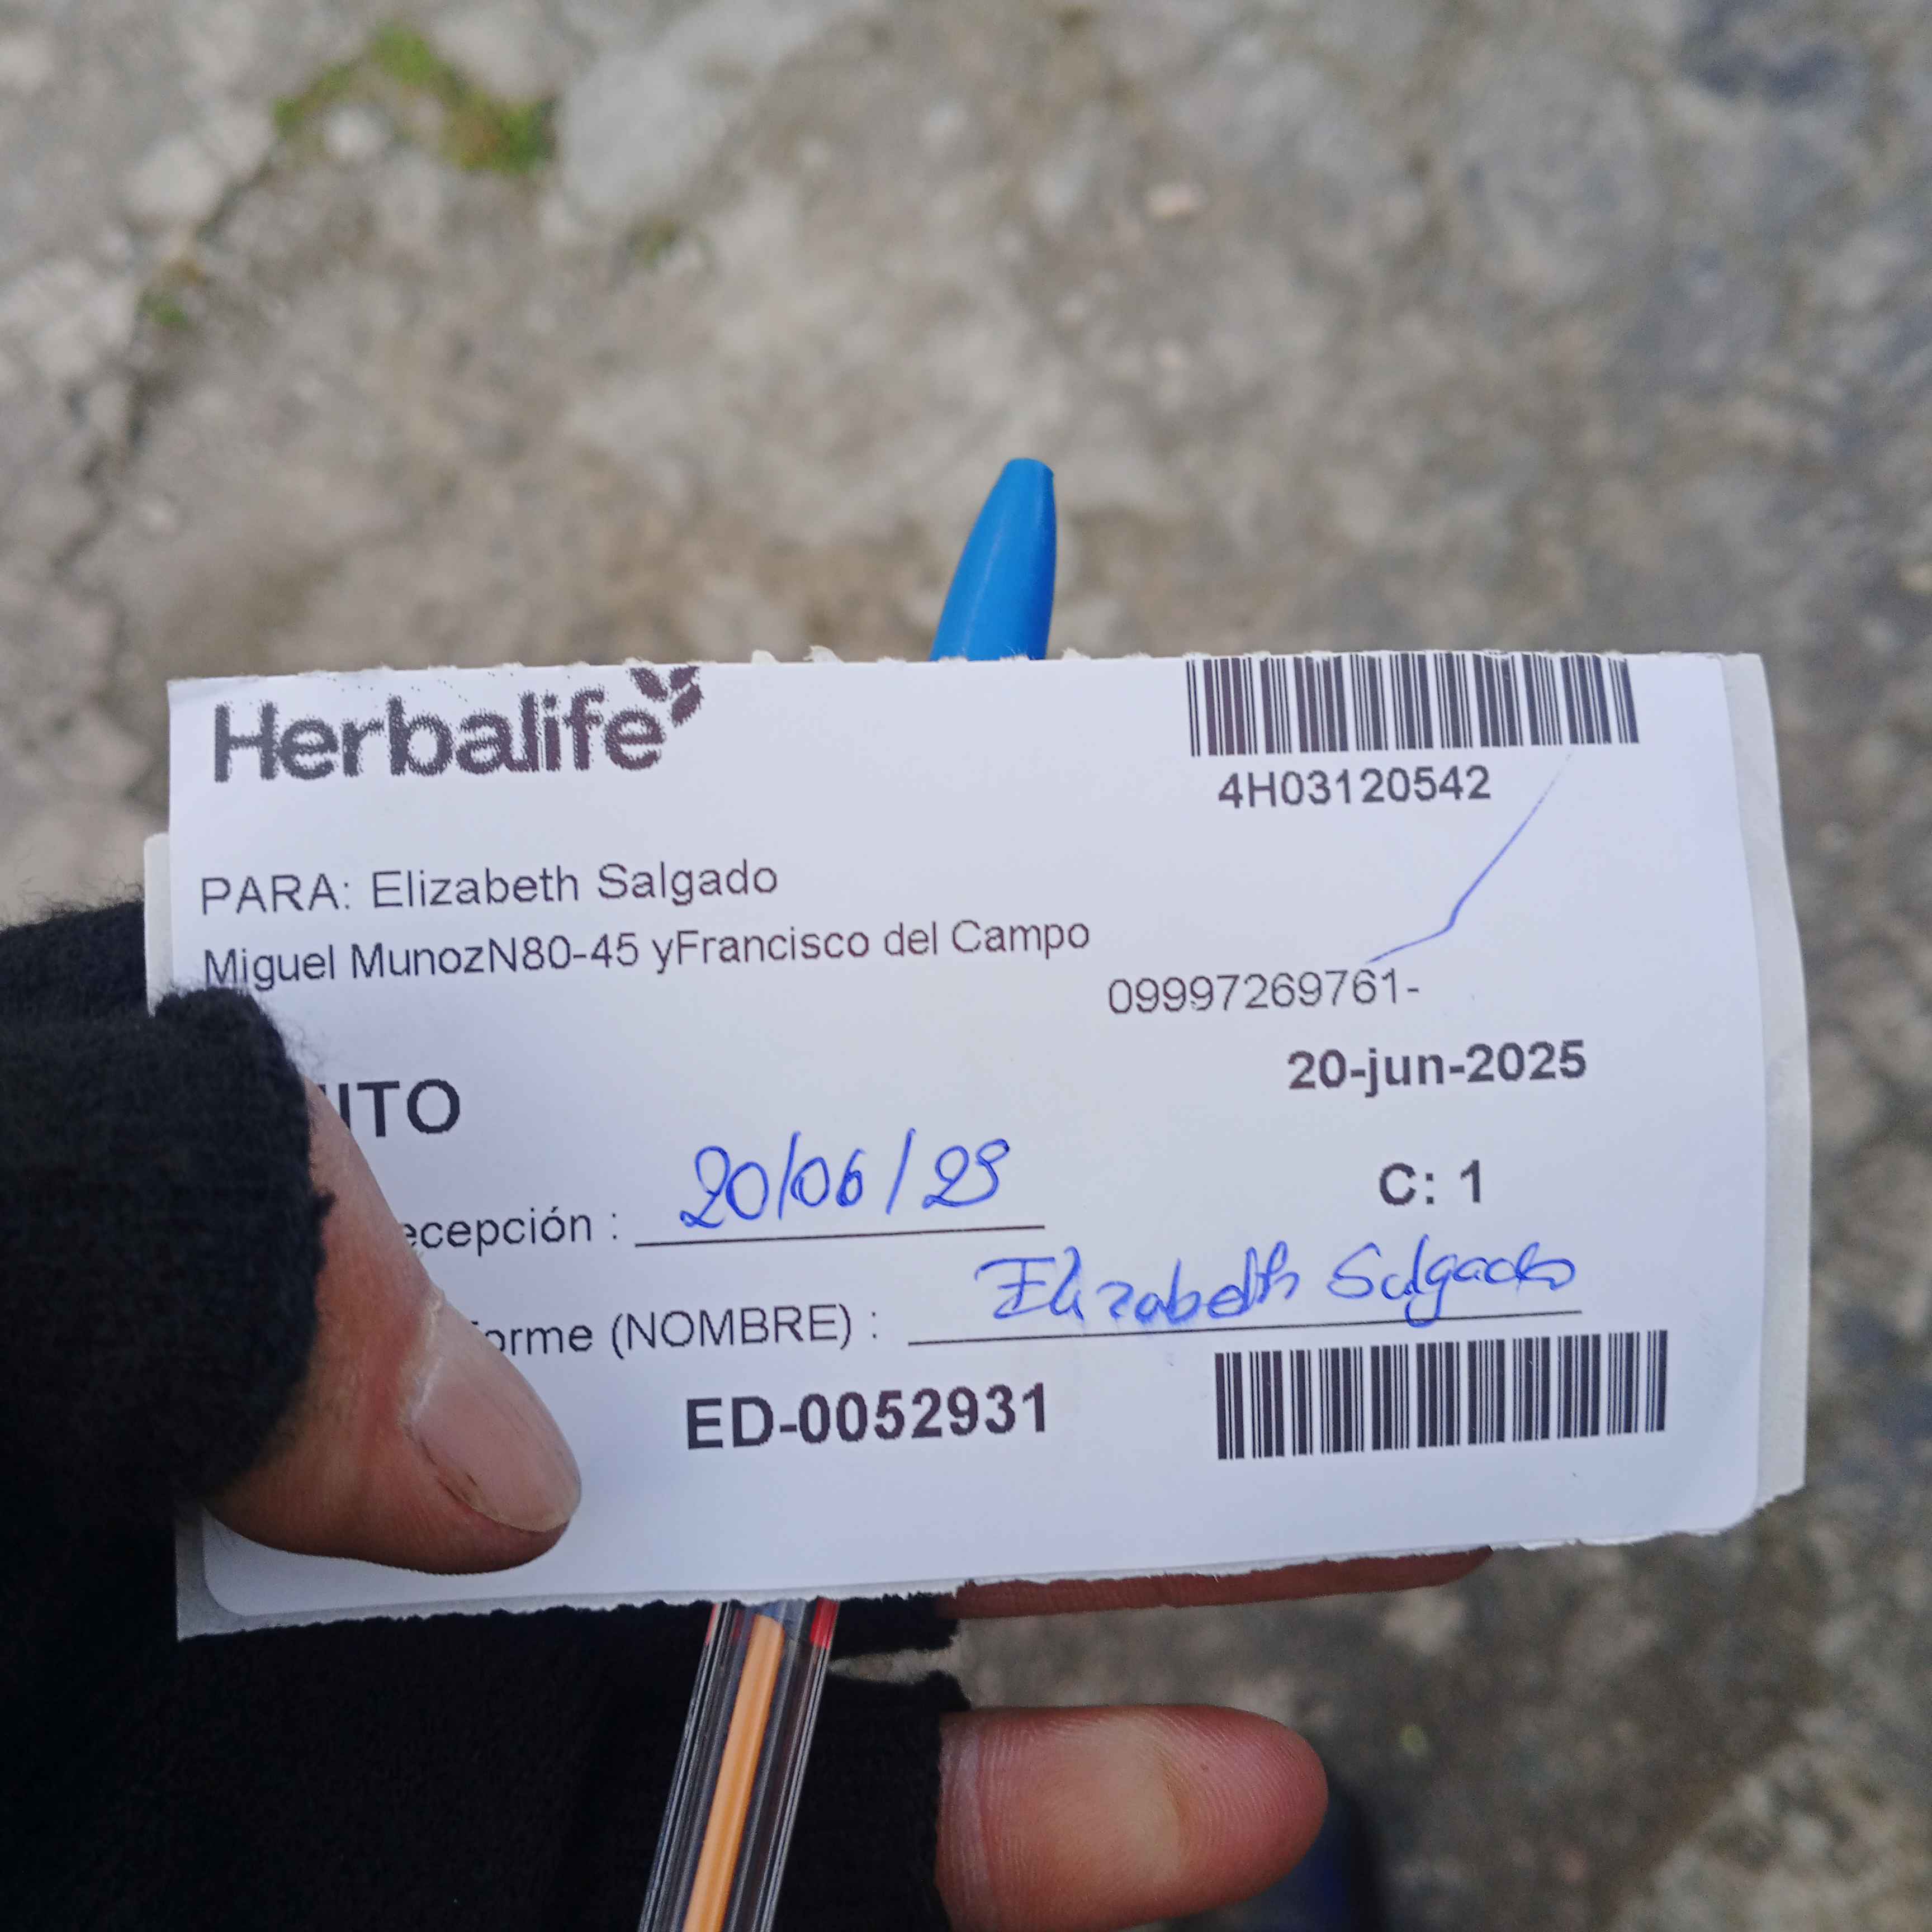 Herbalife
4H03120542
PARA: Elizabeth Salgado
Miguel MunozN80-45 yFrancisco del Campo
09997269761-
20-jun-2025
ITO
C: 1
ecepción : 20/06/25
orme (NOMBRE) : Elizabeth Salgado
ED-0052931